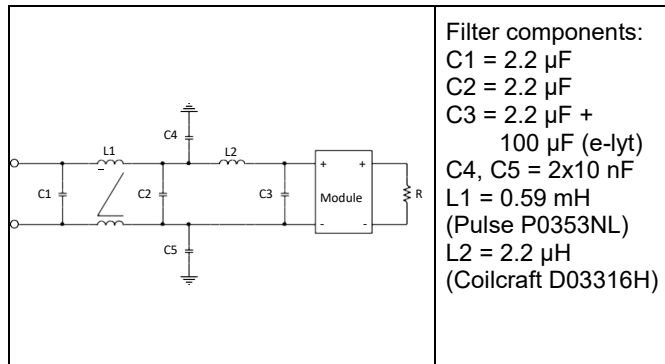 C4
L1
L2
C1
C2
C3
+ +
Module
- -
R
C5
Filter components:
C1 = 2.2 µF
C2 = 2.2 µF
C3 = 2.2 µF +
100 µF (e-lyt)
C4, C5 = 2x10 nF
L1 = 0.59 mH
(Pulse P0353NL)
L2 = 2.2 µH
(Coilcraft D03316H)